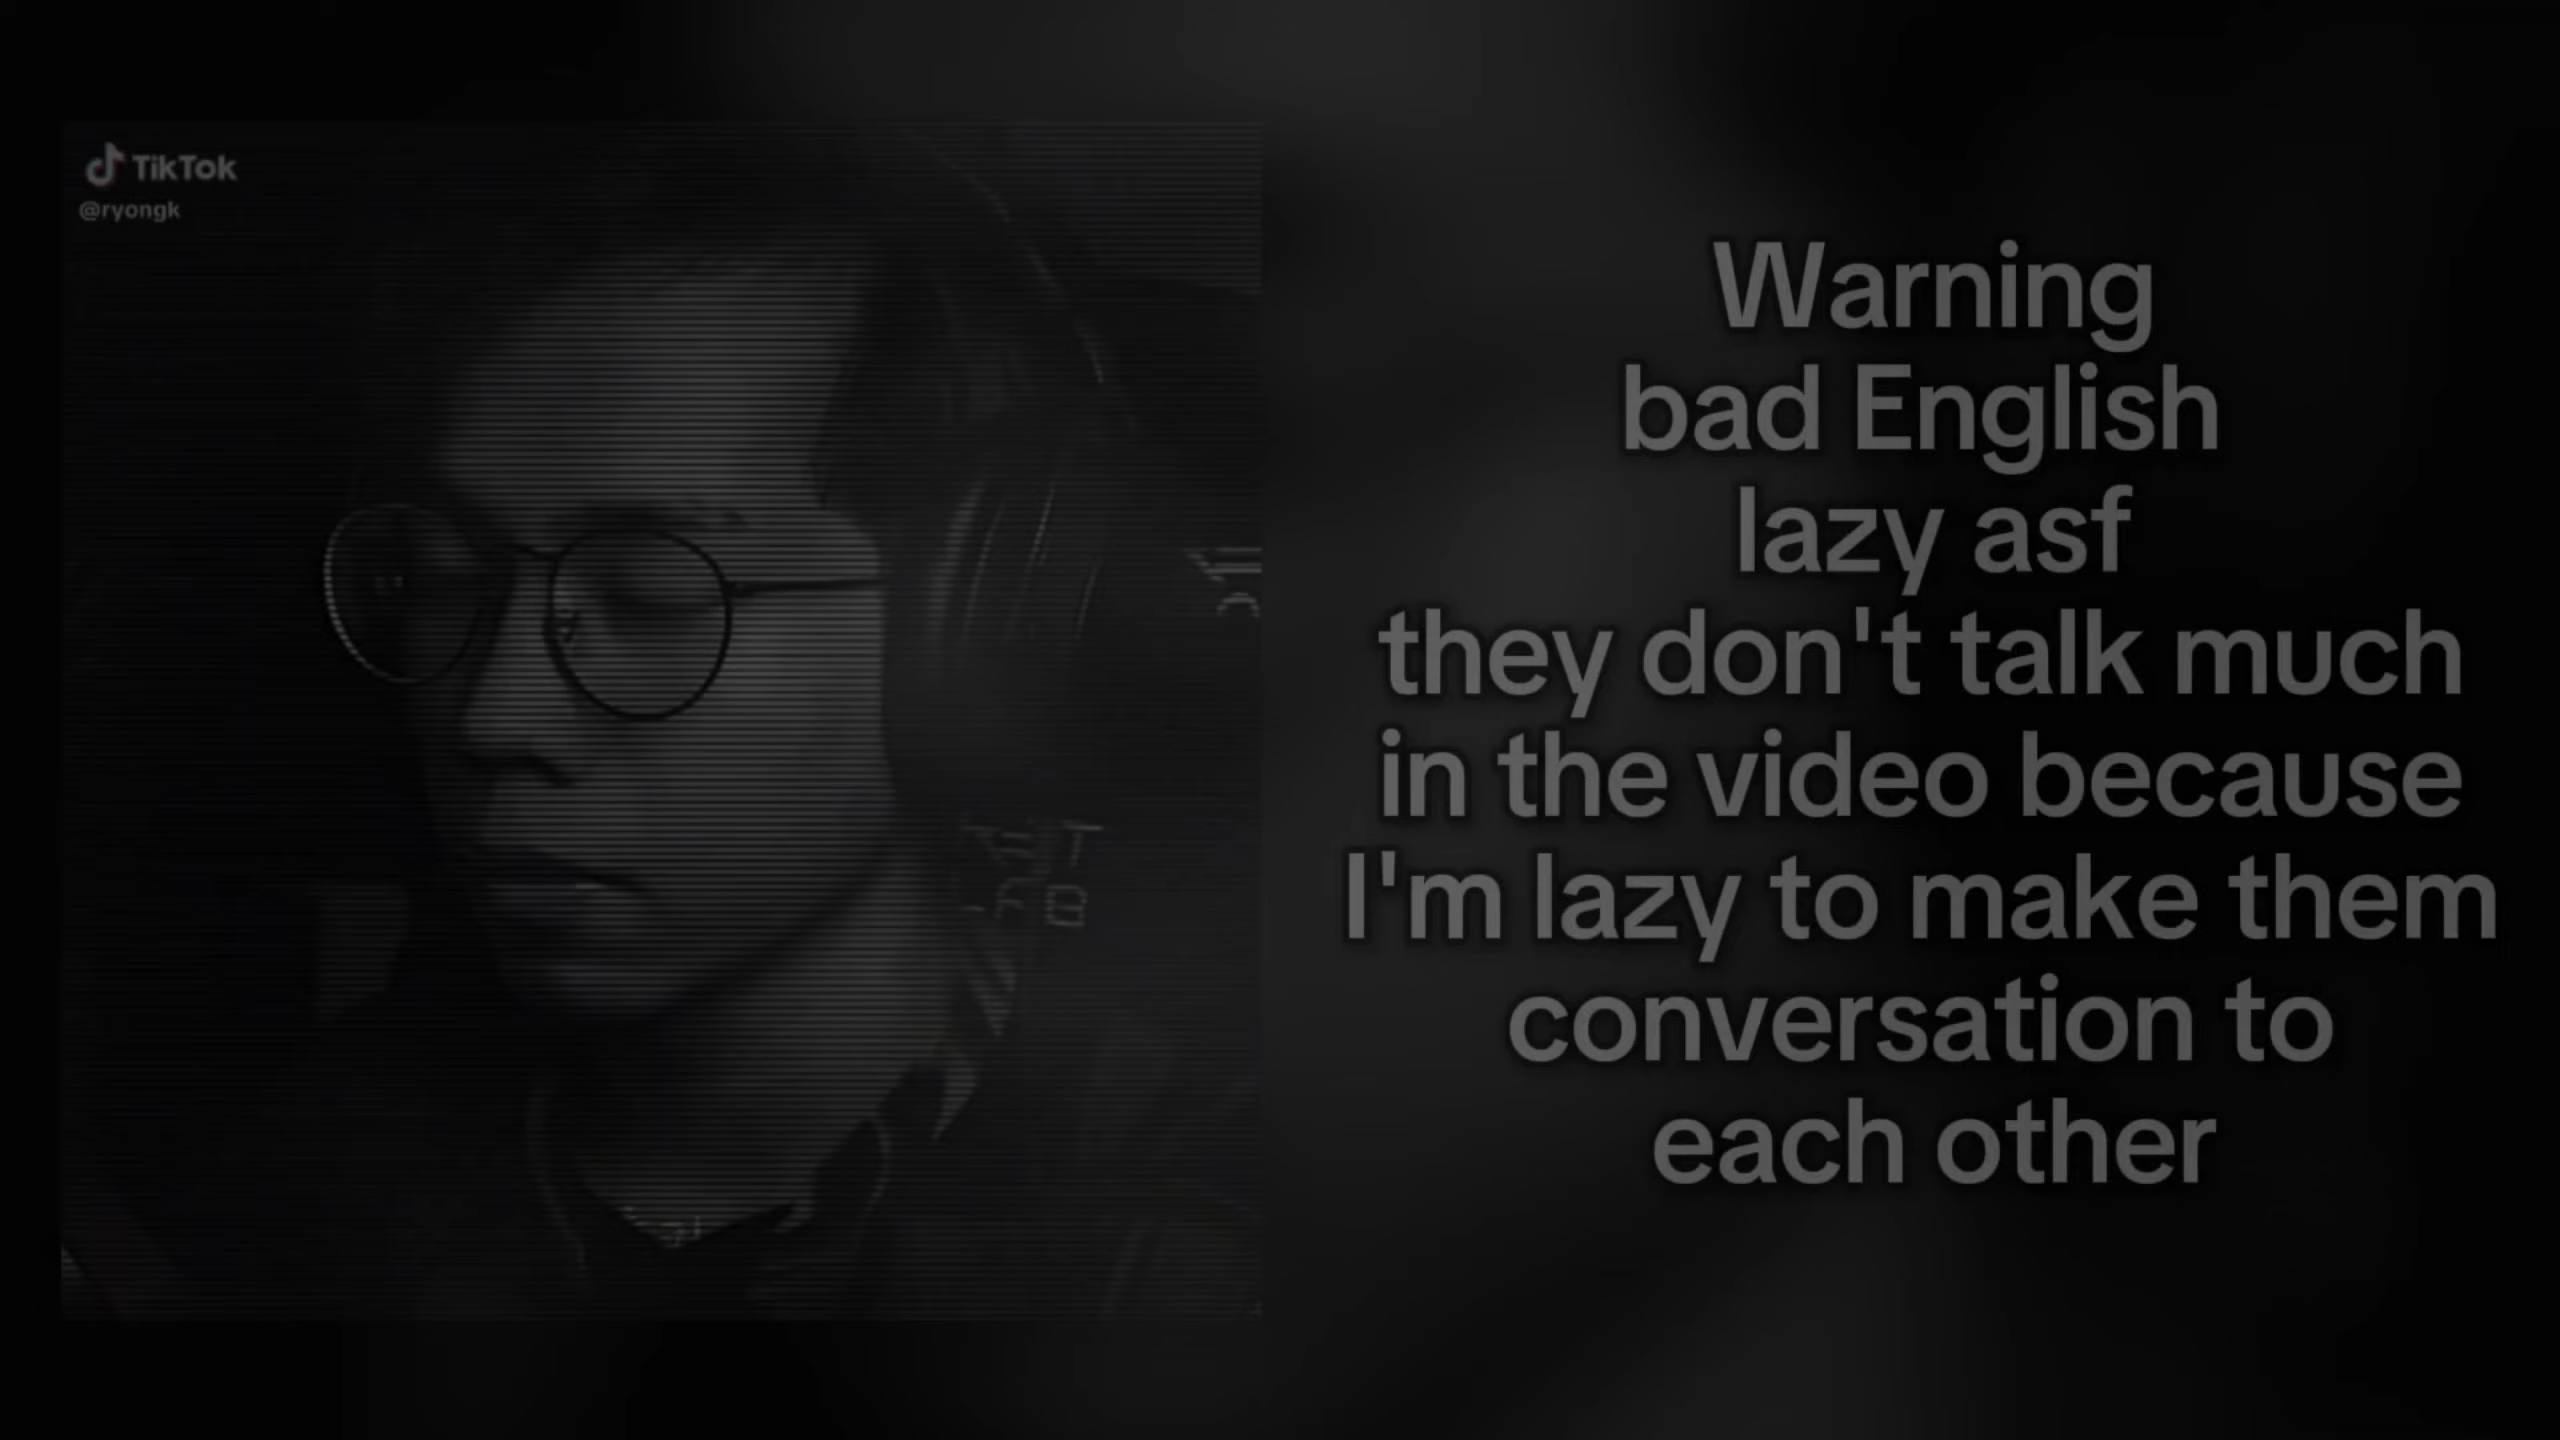 TikTok
@ryongk
Warning
bad English
lazy asf
they don't talk much
in the video because
I'm lazy to make them
conversation to
each other